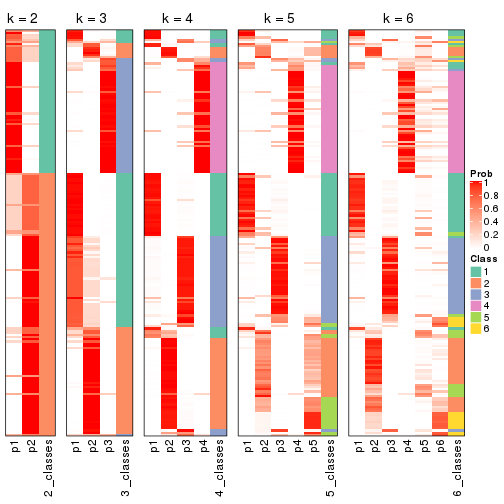 k = 2
k = 3
k = 4
k = 5
k = 6
p1
p2
2_classes
p1
p2
p3
3_classes
p1
p2
p3
p4
4_classes
p1
p2
p3
p4
p5
5_classes
p1
p2
p3
p4
p5
p6
6_classes
Prob
1
0.8
0.6
0.4
0.2
0
Class
1
2
3
4
5
6